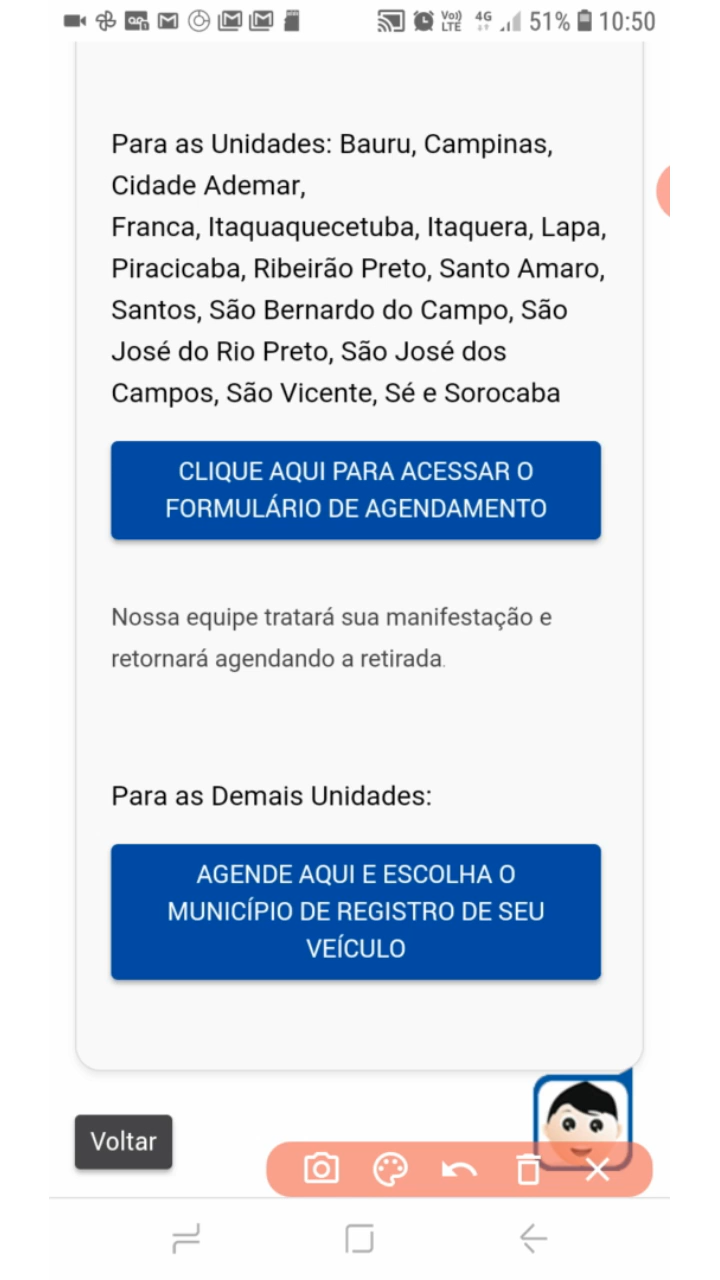 Voi) LTE 4G 51% 10:50
Para as Unidades: Bauru, Campinas,
Cidade Ademar,
Franca, Itaquaquecetuba, Itaquera, Lapa,
Piracicaba, Ribeirão Preto, Santo Amaro,
Santos, São Bernardo do Campo, São
José do Rio Preto, São José dos
Campos, São Vicente, Sé e Sorocaba
CLIQUE AQUI PARA ACESSAR O
FORMULÁRIO DE AGENDAMENTO
Nossa equipe tratará sua manifestação e
retornará agendando a retirada.
Para as Demais Unidades:
AGENDE AQUI E ESCOLHA O
MUNICÍPIO DE REGISTRO DE SEU
VEÍCULO
Voltar